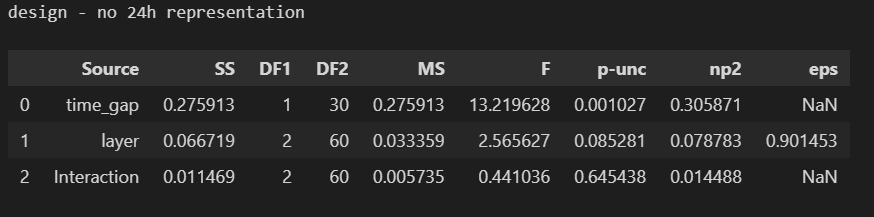 design - no 24h representation
Source SS DF1 DF2 MS F p-unc np2 eps
0 time_gap 0.275913 1 30 0.275913 13.219628 0.001027 0.305871 NaN
1 layer 0.066719 2 60 0.033359 2.565627 0.085281 0.078783 0.901453
2 Interaction 0.011469 2 60 0.005735 0.441036 0.645438 0.014488 NaN